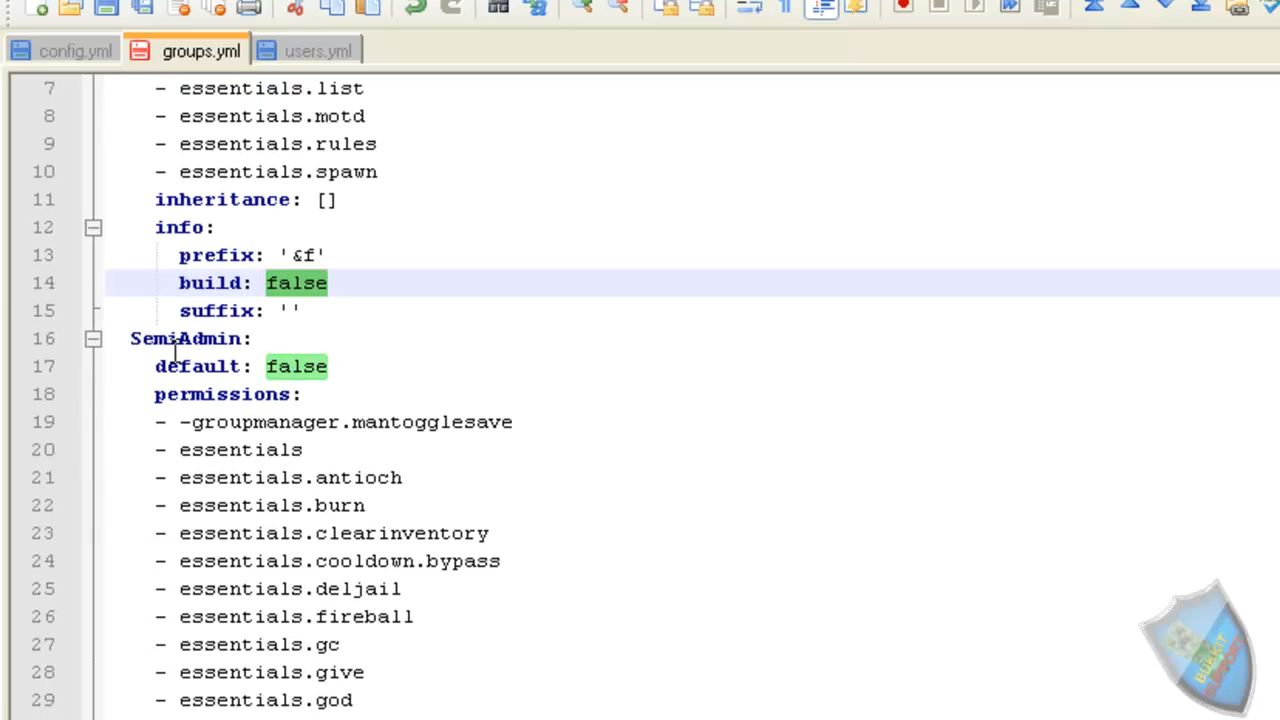 config.yml groups.yml users.yml
7 - essentials.list
8 - essentials.motd
9 - essentials.rules
10 - essentials.spawn
11 inheritance: []
12 info:
13 prefix: '&f'
14 build: false
15 suffix: ''
16 SemiAdmin:
17 default: false
18 permissions:
19 - -groupmanager.mantogglesave
20 - essentials
21 - essentials.antioch
22 - essentials.burn
23 - essentials.clearinventory
24 - essentials.cooldown.bypass
25 - essentials.deljail
26 - essentials.fireball
27 - essentials.gc
28 - essentials.give
29 - essentials.god
BUKKIT
SUPPORT